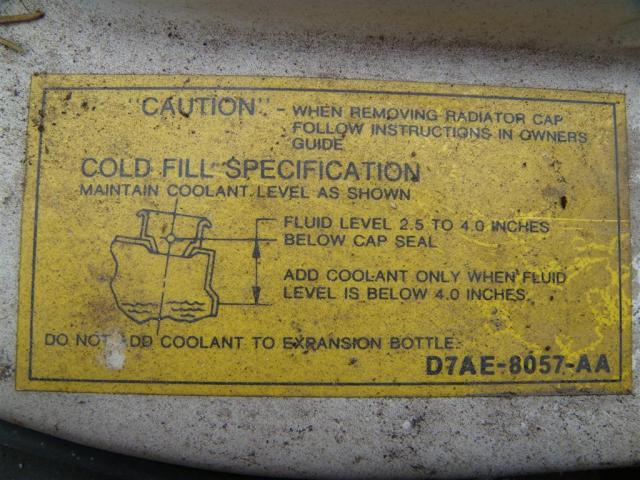 "CAUTION" - WHEN REMOVING RADIATOR CAP
FOLLOW INSTRUCTIONS IN OWNERS
GUIDE
COLD FILL SPECIFICATION
MAINTAIN COOLANT LEVEL AS SHOWN
FLUID LEVEL 2.5 TO 4.0 INCHES
BELOW CAP SEAL
ADD COOLANT ONLY WHEN FLUID
LEVEL IS BELOW 4.0 INCHES.
DO NOT ADD COOLANT TO EXPANSION BOTTLE.
D7AE-8057-AA